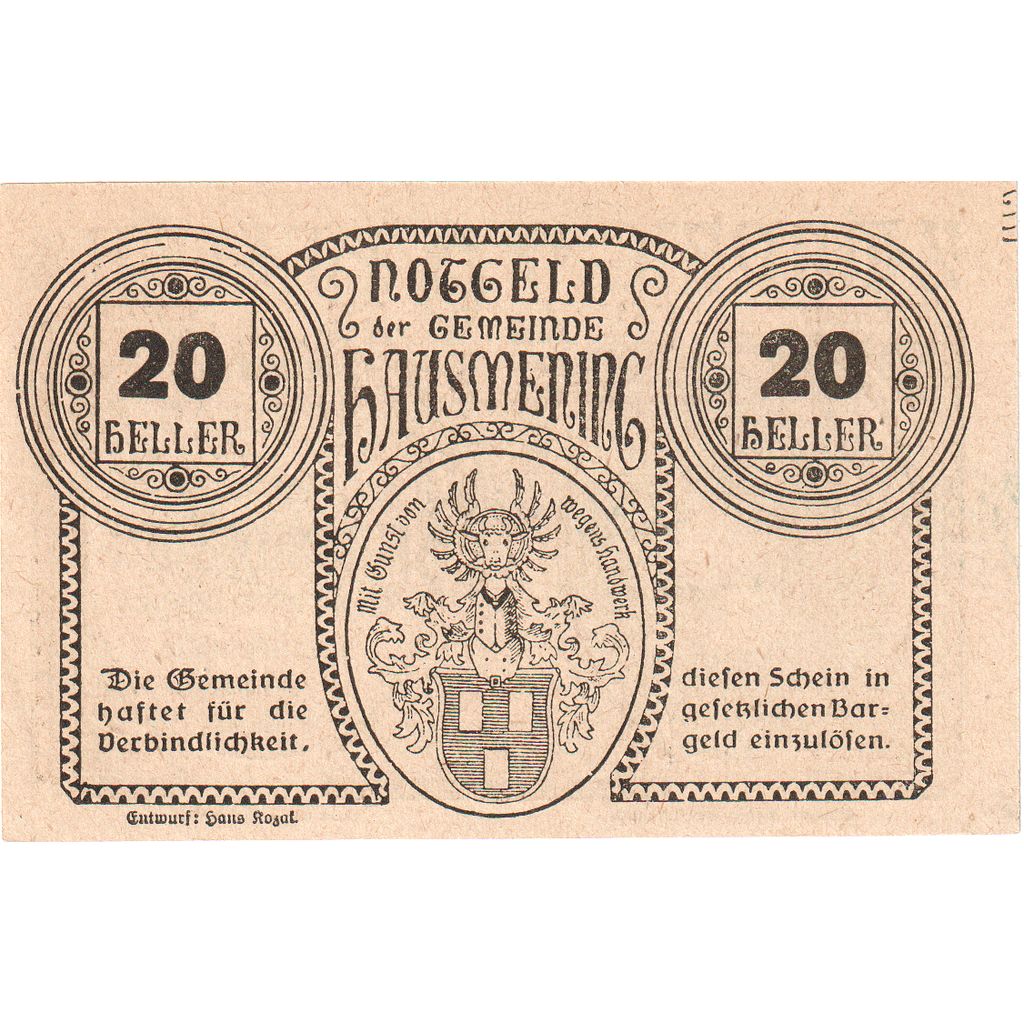 NOTGELD
der GEMEINDE
HAUSMENING
20
HELLER
20
HELLER
Mit Gunst von wegens handwerk
Die Gemeinde
haftet für die
Verbindlichkeit,
diesen Schein in
gesetzlichen Bar=
geld einzulösen.
Entwurf: Hans Kozak.